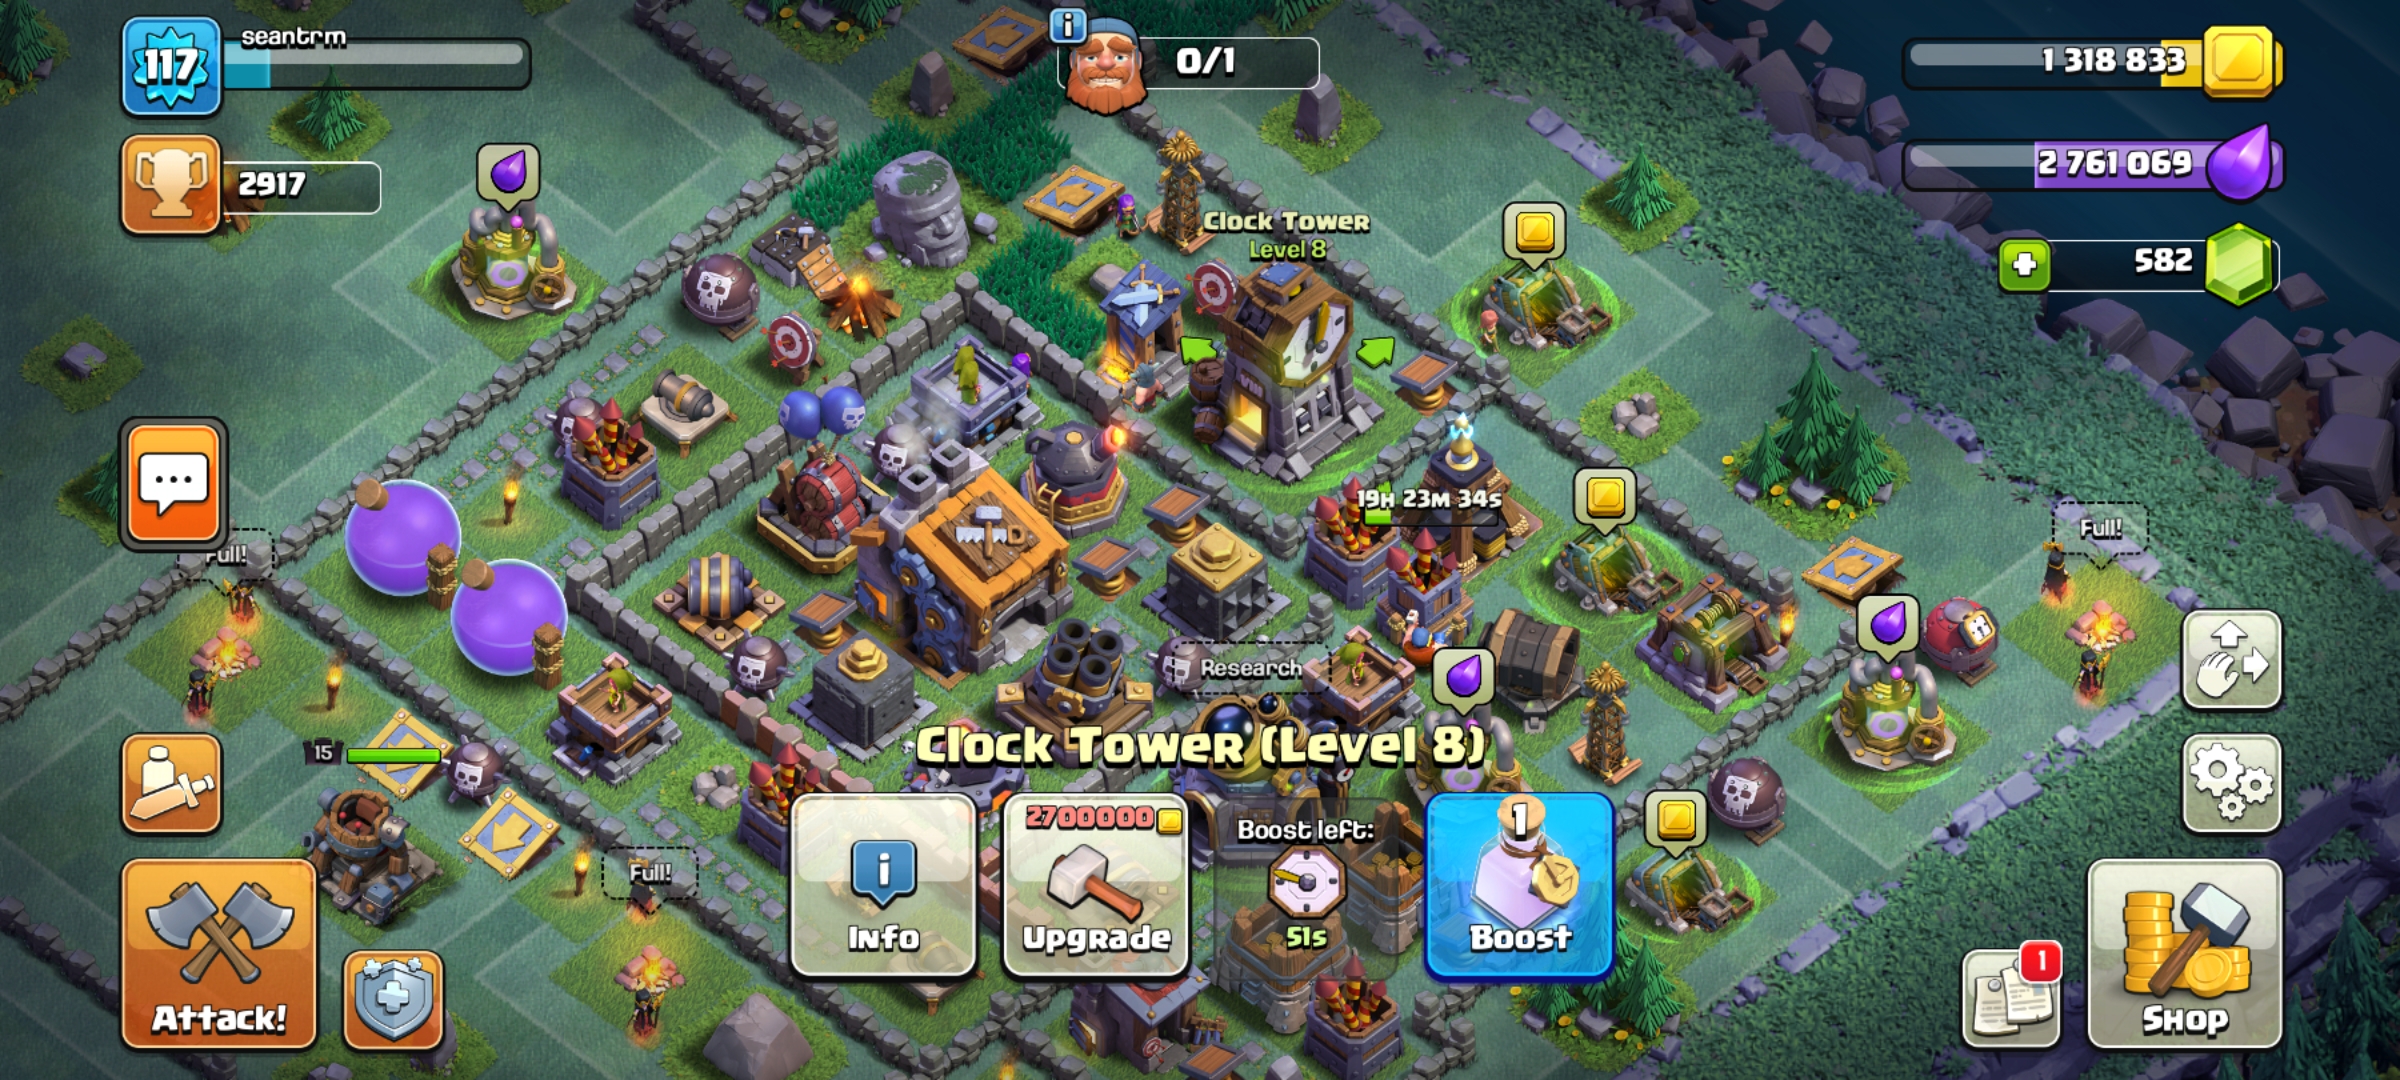 117
seantrm
0/1
1 318 833
2917
2 761 069
582
Clock Tower
Level 8
19H 23M 34s
Full!
Full!
Research
15
Clock Tower (Level 8)
2700000
Boost left:
1
Full!
Info
Upgrade
51s
Boost
Attack!
1
Shop